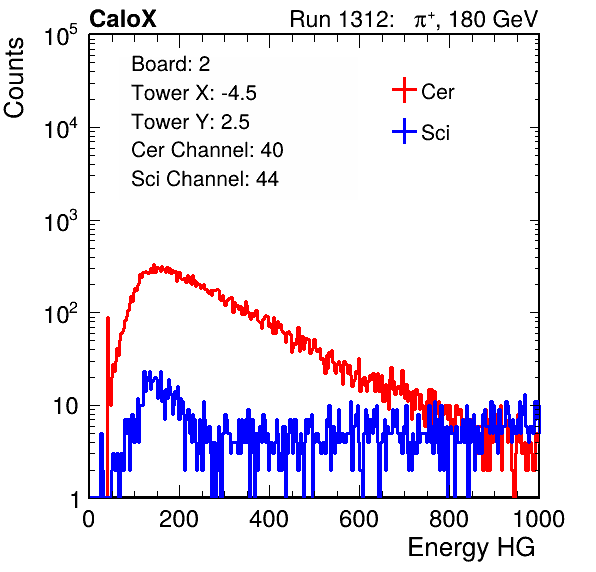 CaloX Run 1312: π⁺, 180 GeV
Board: 2
Tower X: -4.5
Tower Y: 2.5
Cer Channel: 40
Sci Channel: 44
Cer
Sci
Counts
10⁵
10⁴
10³
10²
10
1
0 200 400 600 800 1000
Energy HG